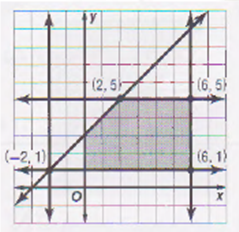 y
(2, 5)
(6, 5)
(−2, 1)
(6, 1)
O
x